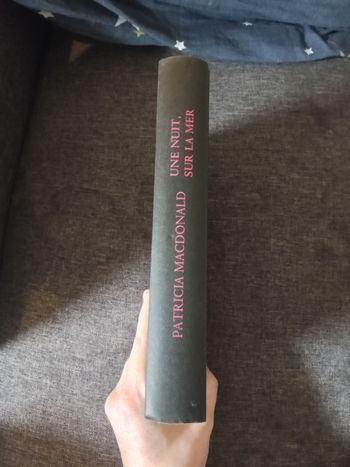 PATRICIA MACDONALD
UNE NUIT,
SUR LA MER